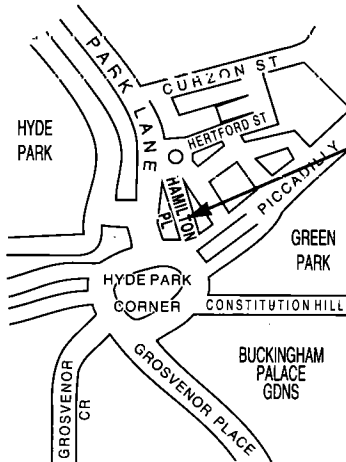 PARK LANE
CURZON ST
HYDE
PARK
HERTFORD ST
HAMILTON
PL
PICCADILLY
GREEN
PARK
HYDE PARK
CORNER
CONSTITUTION HILL
BUCKINGHAM
PALACE
GDNS
GROSVENOR
CR
GROSVENOR PLACE